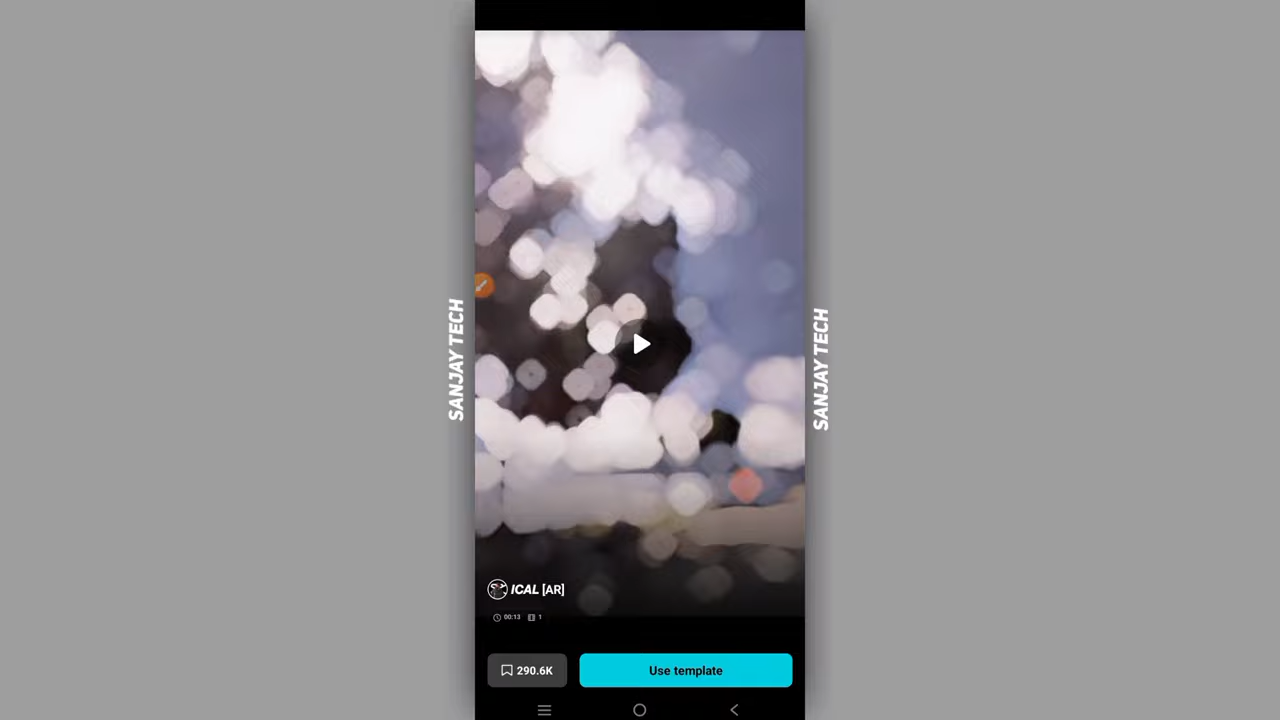 SANJAY TECH
SANJAY TECH
ICAL [AR]
00:13 1
290.6K
Use template